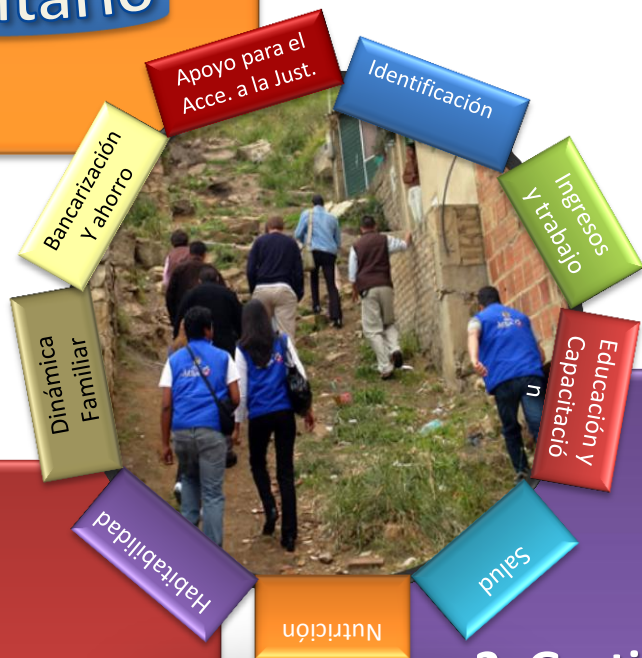 itario
Apoyo para el
Acce. a la Just.
Identificación
Ingresos
y trabajo
Educación y
Capacitació
n
Salud
Nutrición
Habitabilidad
Dinámica
Familiar
Bancarización
Y ahorro